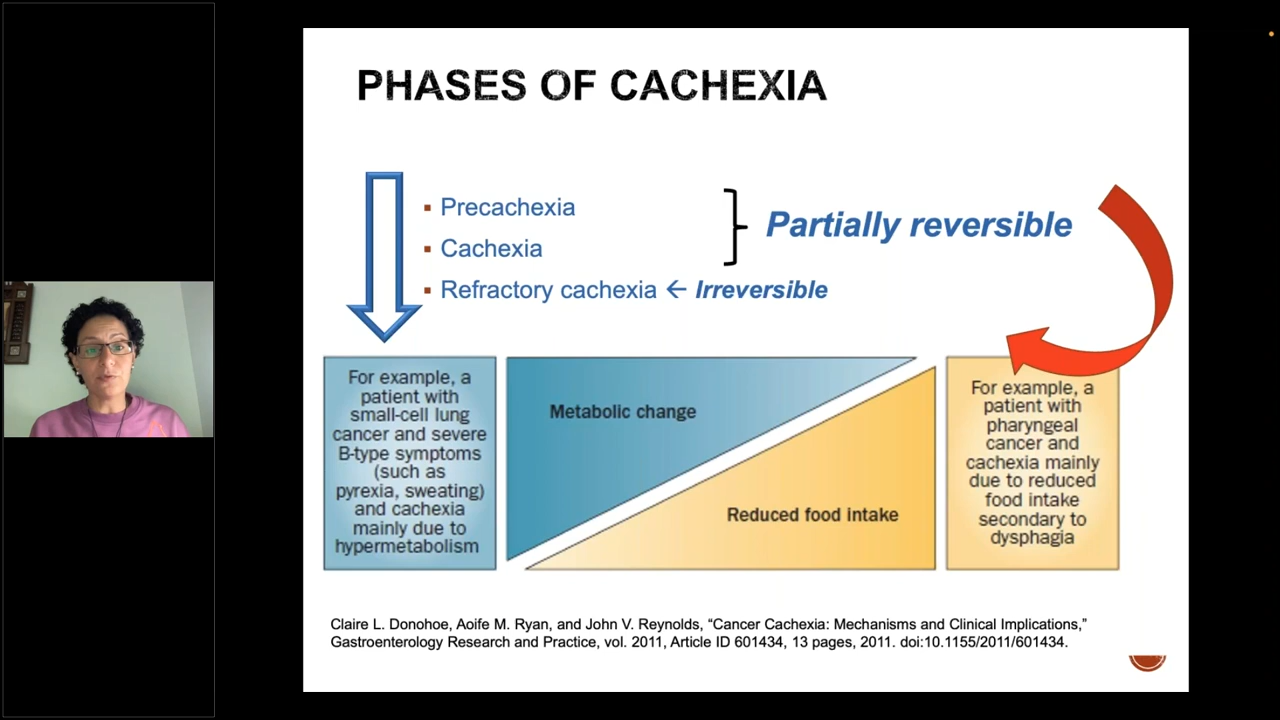 PHASES OF CACHEXIA
▪ Precachexia
▪ Cachexia
Partially reversible
▪ Refractory cachexia ← Irreversible
For example, a
patient with
small-cell lung
cancer and severe
B-type symptoms
(such as
pyrexia, sweating)
and cachexia
mainly due to
hypermetabolism
Metabolic change
Reduced food intake
For example, a
patient with
pharyngeal
cancer and
cachexia mainly
due to reduced
food intake
secondary to
dysphagia
Claire L. Donohoe, Aoife M. Ryan, and John V. Reynolds, “Cancer Cachexia: Mechanisms and Clinical Implications,”
Gastroenterology Research and Practice, vol. 2011, Article ID 601434, 13 pages, 2011. doi:10.1155/2011/601434.